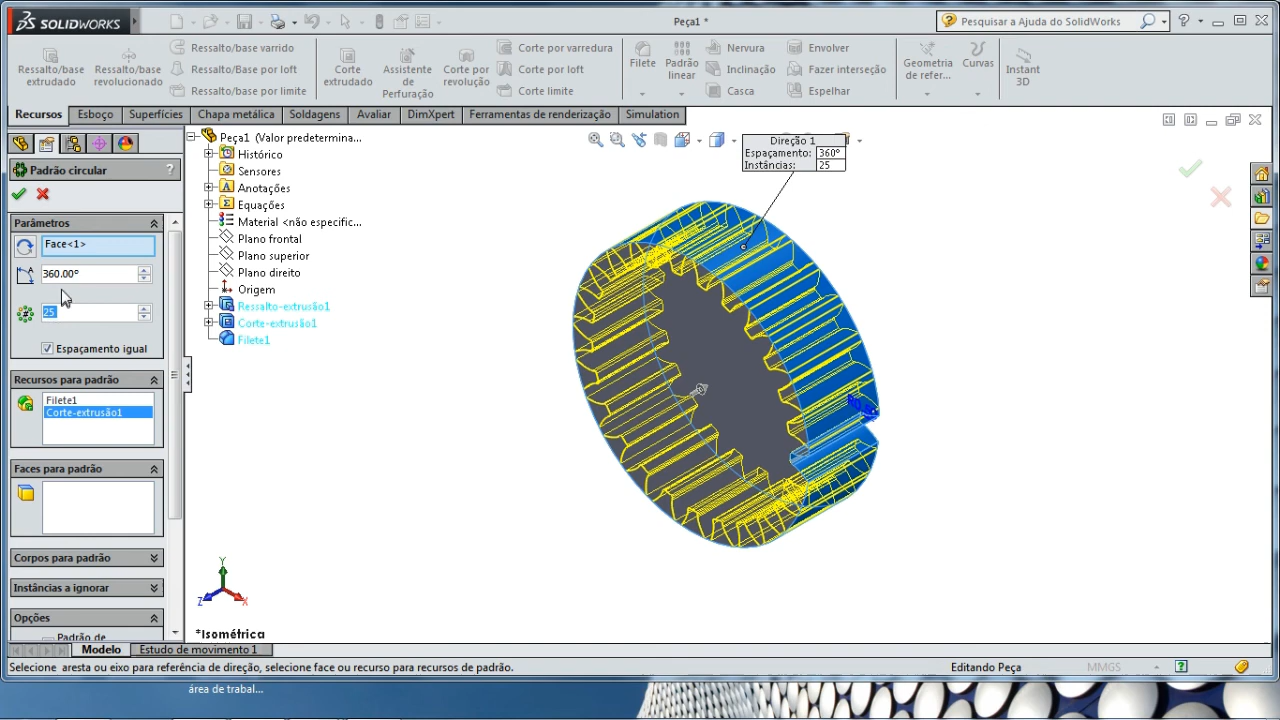 SOLIDWORKS
Peça1 *
Pesquisar a Ajuda do SolidWorks
Ressalto/base extrudado
Ressalto/base revolucionado
Ressalto/base varrido
Ressalto/base por loft
Ressalto/base por limite
Corte extrudado
Assistente de Perfuração
Corte por revolução
Corte por varredura
Corte por loft
Corte limite
Filete
Padrão linear
Nervura
Inclinação
Casca
Envolver
Fazer interseção
Espelhar
Geometria de refer...
Curvas
Instant 3D
Recursos
Esboço
Superfícies
Chapa metálica
Soldagens
Avaliar
DimXpert
Ferramentas de renderização
Simulation
Padrão circular
?
Parâmetros
Face<1>
360.00°
25
Espaçamento igual
Recursos para padrão
Filete1
Corte-extrusão1
Faces para padrão
Corpos para padrão
Instâncias a ignorar
Opções
Padrão de
Peça1 (Valor predetermina...
Histórico
Sensores
Anotações
Equações
Material <não especific...
Plano frontal
Plano superior
Plano direito
Origem
Ressalto-extrusão1
Corte-extrusão1
Filete1
Direção 1
Espaçamento: 360°
Instâncias: 25
Y
Z
X
*Isométrica
Modelo
Estudo de movimento 1
Selecione aresta ou eixo para referência de direção, selecione face ou recurso para recursos de padrão.
Editando Peça
MMGS
área de trabal...